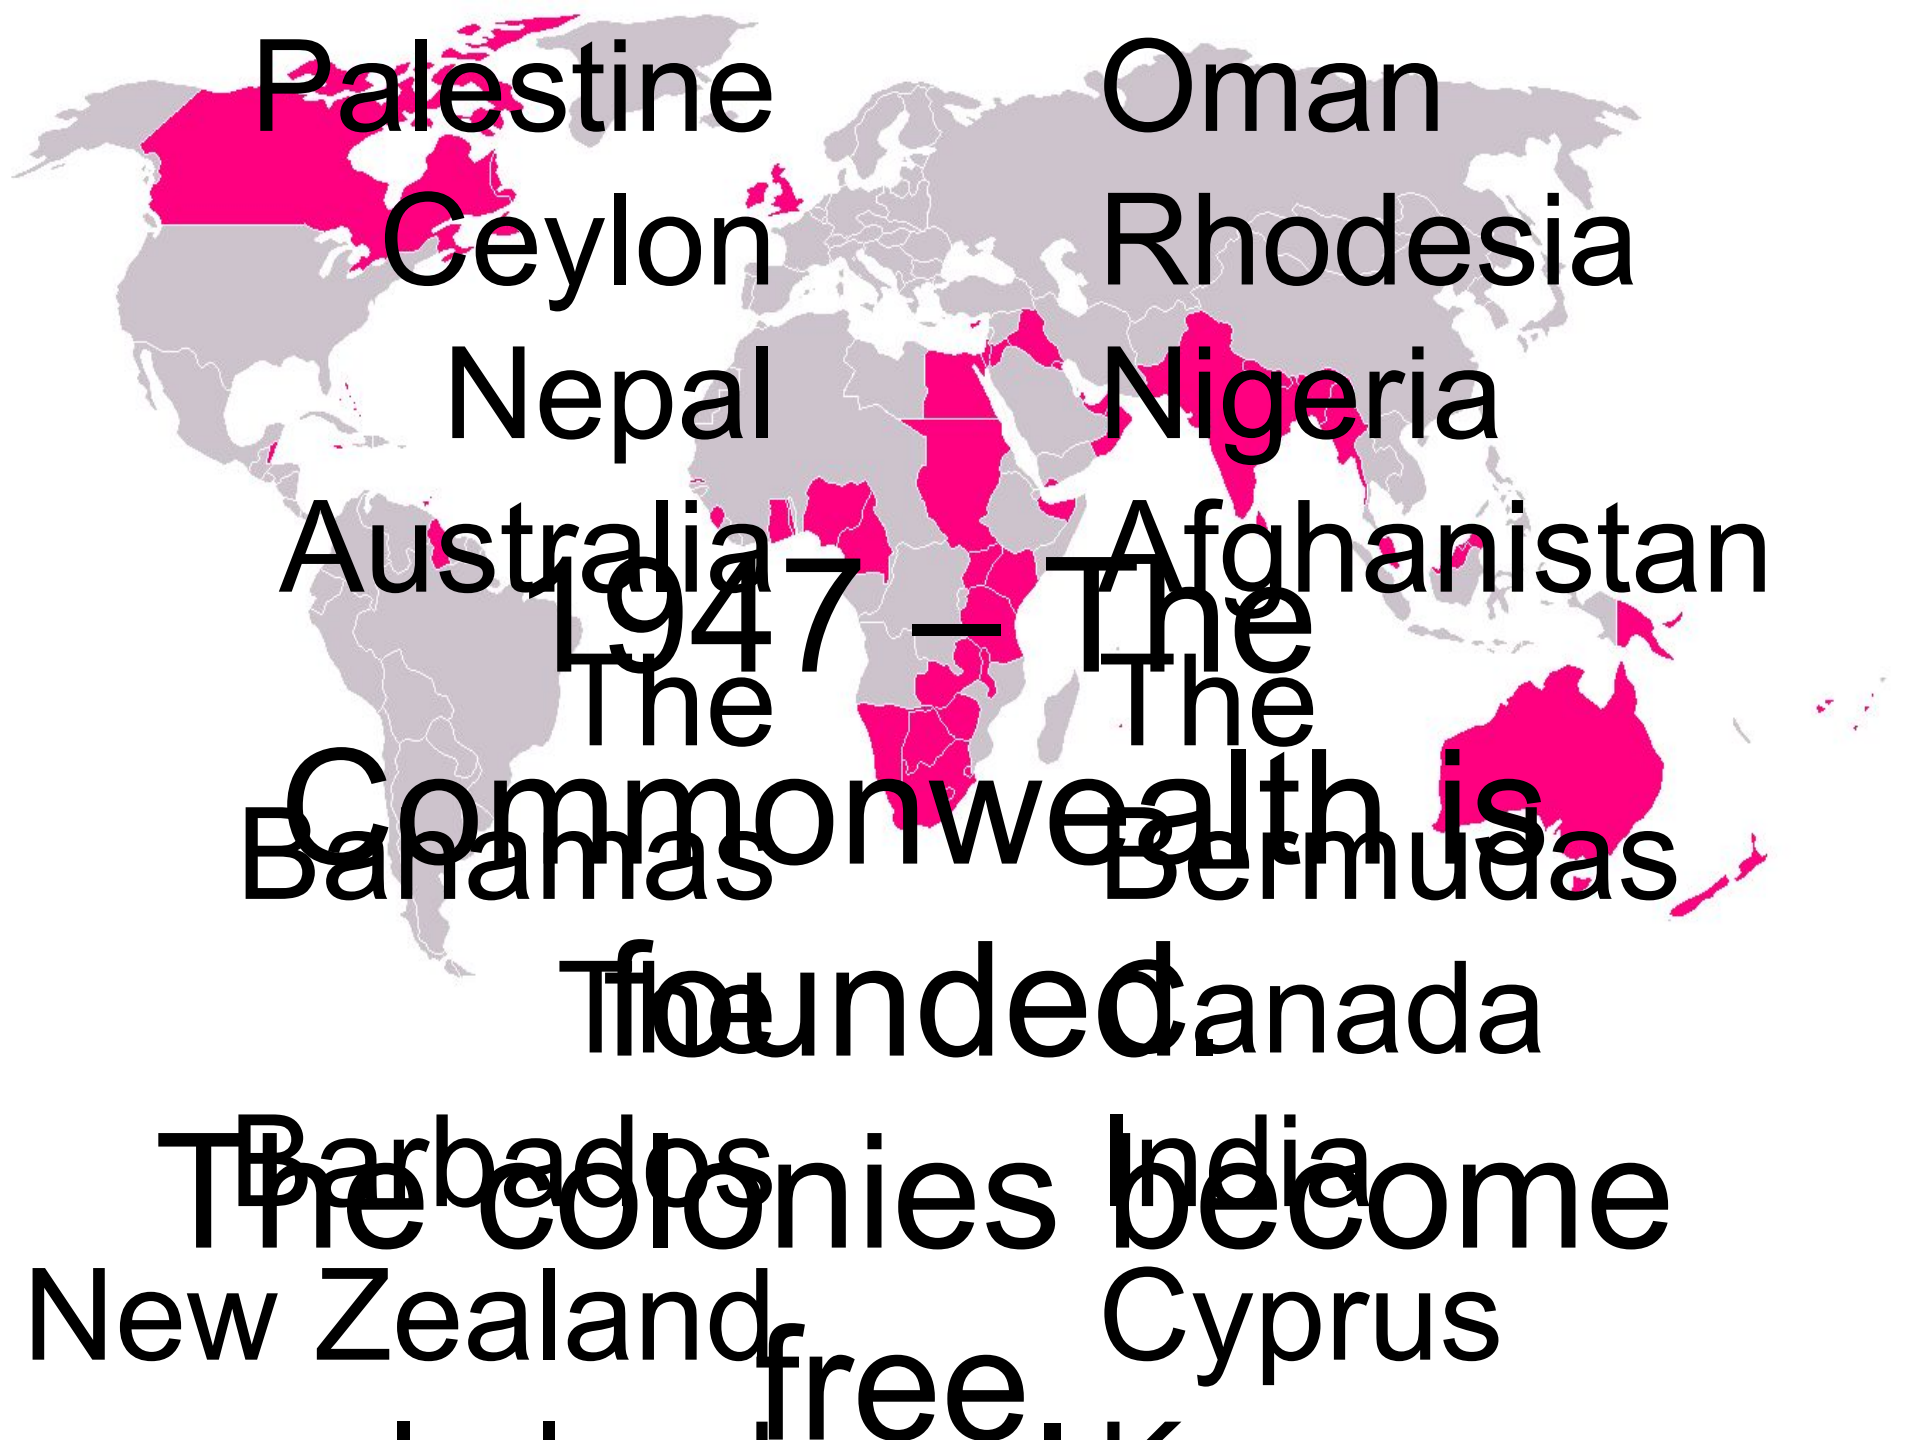 Palestine
Ceylon
Nepal
Australia
The
Bahamas
The
Barbados
New Zealand
Oman
Rhodesia
Nigeria
Afghanistan
The
Bermudas
Canada
India
Cyprus
1947 – The
Commonwealth is
founded.
The colonies become
free.